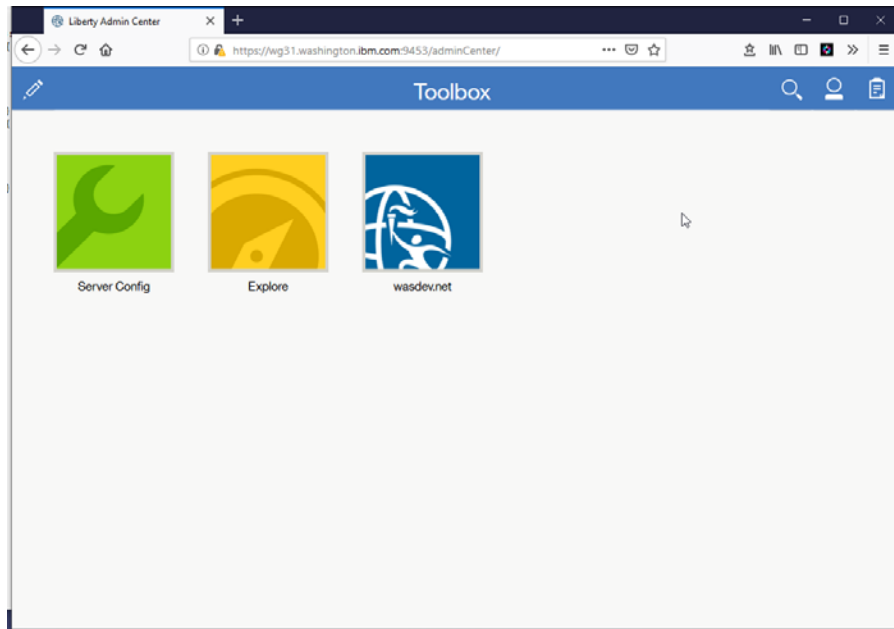 Liberty Admin Center
https://wg31.washington.ibm.com:9453/adminCenter/
Toolbox
Server Config
Explore
wasdev.net